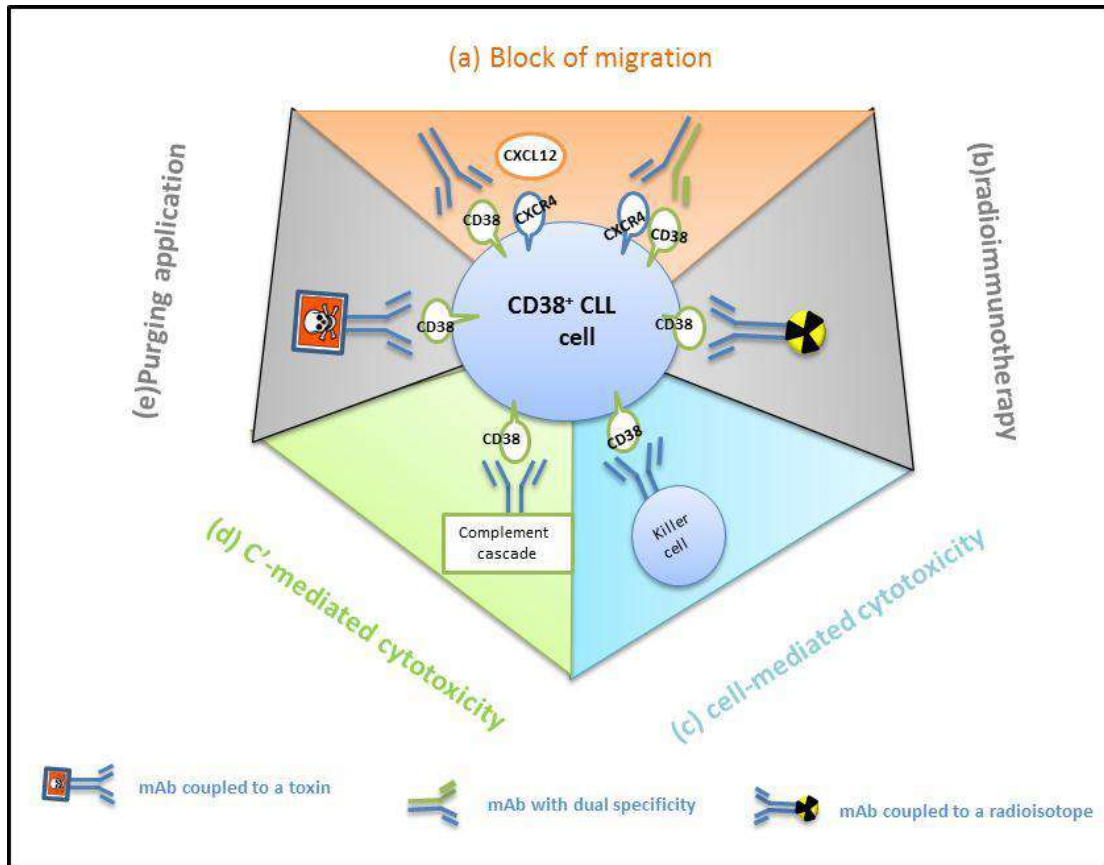 (a) Block of migration
CXCL12
CD38
CXCR4
CXCR4
CD38
(e)Purging application
(b)radioimmunotherapy
CD38⁺ CLL
cell
CD38
CD38
CD38
CD38
Complement
cascade
Killer
cell
(d) C'-mediated cytotoxicity
(c) cell-mediated cytotoxicity
mAb coupled to a toxin
mAb with dual specificity
mAb coupled to a radioisotope